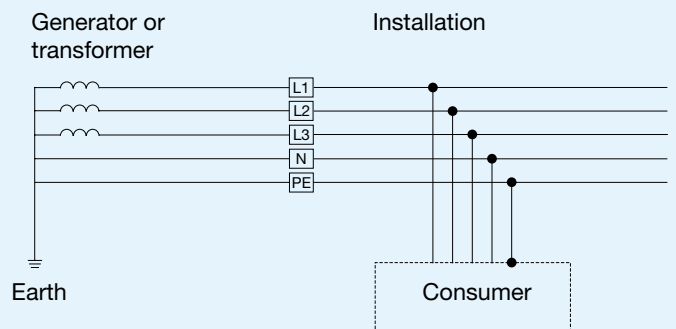 Generator or
transformer
Installation
L1
L2
L3
N
PE
Earth
Consumer